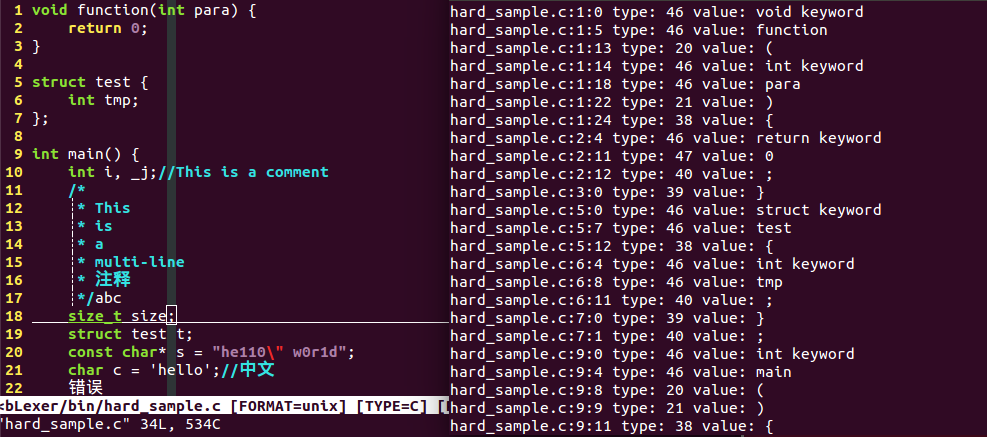 1 void function(int para) {
2     return 0;
3 }
4
5 struct test {
6     int tmp;
7 };
8
9 int main() {
10     int i, _j;//This is a comment
11     /*
12      * This
13      * is
14      * a
15      * multi-line
16      * 注释
17      */abc
18     size_t size;
19     struct test t;
20     const char* s = "he110\" w0r1d";
21     char c = 'hello';//中文
22     错误
<bLexer/bin/hard_sample.c [FORMAT=unix] [TYPE=C] [
"hard_sample.c" 34L, 534C
hard_sample.c:1:0 type: 46 value: void keyword
hard_sample.c:1:5 type: 46 value: function
hard_sample.c:1:13 type: 20 value: (
hard_sample.c:1:14 type: 46 value: int keyword
hard_sample.c:1:18 type: 46 value: para
hard_sample.c:1:22 type: 21 value: )
hard_sample.c:1:24 type: 38 value: {
hard_sample.c:2:4 type: 46 value: return keyword
hard_sample.c:2:11 type: 47 value: 0
hard_sample.c:2:12 type: 40 value: ;
hard_sample.c:3:0 type: 39 value: }
hard_sample.c:5:0 type: 46 value: struct keyword
hard_sample.c:5:7 type: 46 value: test
hard_sample.c:5:12 type: 38 value: {
hard_sample.c:6:4 type: 46 value: int keyword
hard_sample.c:6:8 type: 46 value: tmp
hard_sample.c:6:11 type: 40 value: ;
hard_sample.c:7:0 type: 39 value: }
hard_sample.c:7:1 type: 40 value: ;
hard_sample.c:9:0 type: 46 value: int keyword
hard_sample.c:9:4 type: 46 value: main
hard_sample.c:9:8 type: 20 value: (
hard_sample.c:9:9 type: 21 value: )
hard_sample.c:9:11 type: 38 value: {